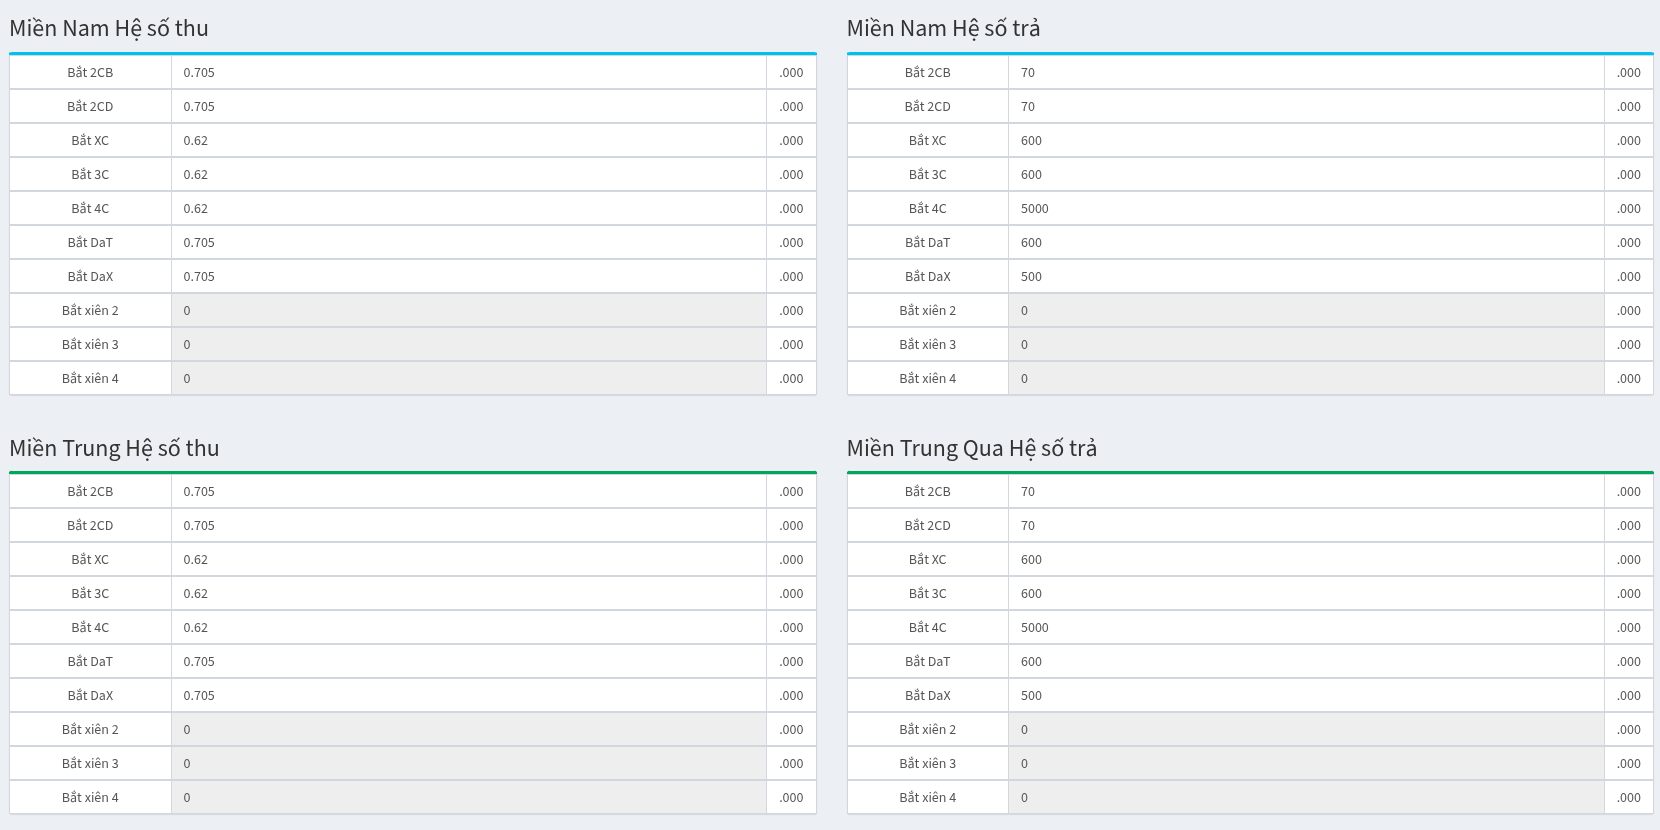 Miền Nam Hệ số thu
Bắt 2CB 0.705 .000
Bắt 2CD 0.705 .000
Bắt XC 0.62 .000
Bắt 3C 0.62 .000
Bắt 4C 0.62 .000
Bắt DaT 0.705 .000
Bắt DaX 0.705 .000
Bắt xiên 2 0 .000
Bắt xiên 3 0 .000
Bắt xiên 4 0 .000
Miền Nam Hệ số trả
Bắt 2CB 70 .000
Bắt 2CD 70 .000
Bắt XC 600 .000
Bắt 3C 600 .000
Bắt 4C 5000 .000
Bắt DaT 600 .000
Bắt DaX 500 .000
Bắt xiên 2 0 .000
Bắt xiên 3 0 .000
Bắt xiên 4 0 .000
Miền Trung Hệ số thu
Bắt 2CB 0.705 .000
Bắt 2CD 0.705 .000
Bắt XC 0.62 .000
Bắt 3C 0.62 .000
Bắt 4C 0.62 .000
Bắt DaT 0.705 .000
Bắt DaX 0.705 .000
Bắt xiên 2 0 .000
Bắt xiên 3 0 .000
Bắt xiên 4 0 .000
Miền Trung Qua Hệ số trả
Bắt 2CB 70 .000
Bắt 2CD 70 .000
Bắt XC 600 .000
Bắt 3C 600 .000
Bắt 4C 5000 .000
Bắt DaT 600 .000
Bắt DaX 500 .000
Bắt xiên 2 0 .000
Bắt xiên 3 0 .000
Bắt xiên 4 0 .000